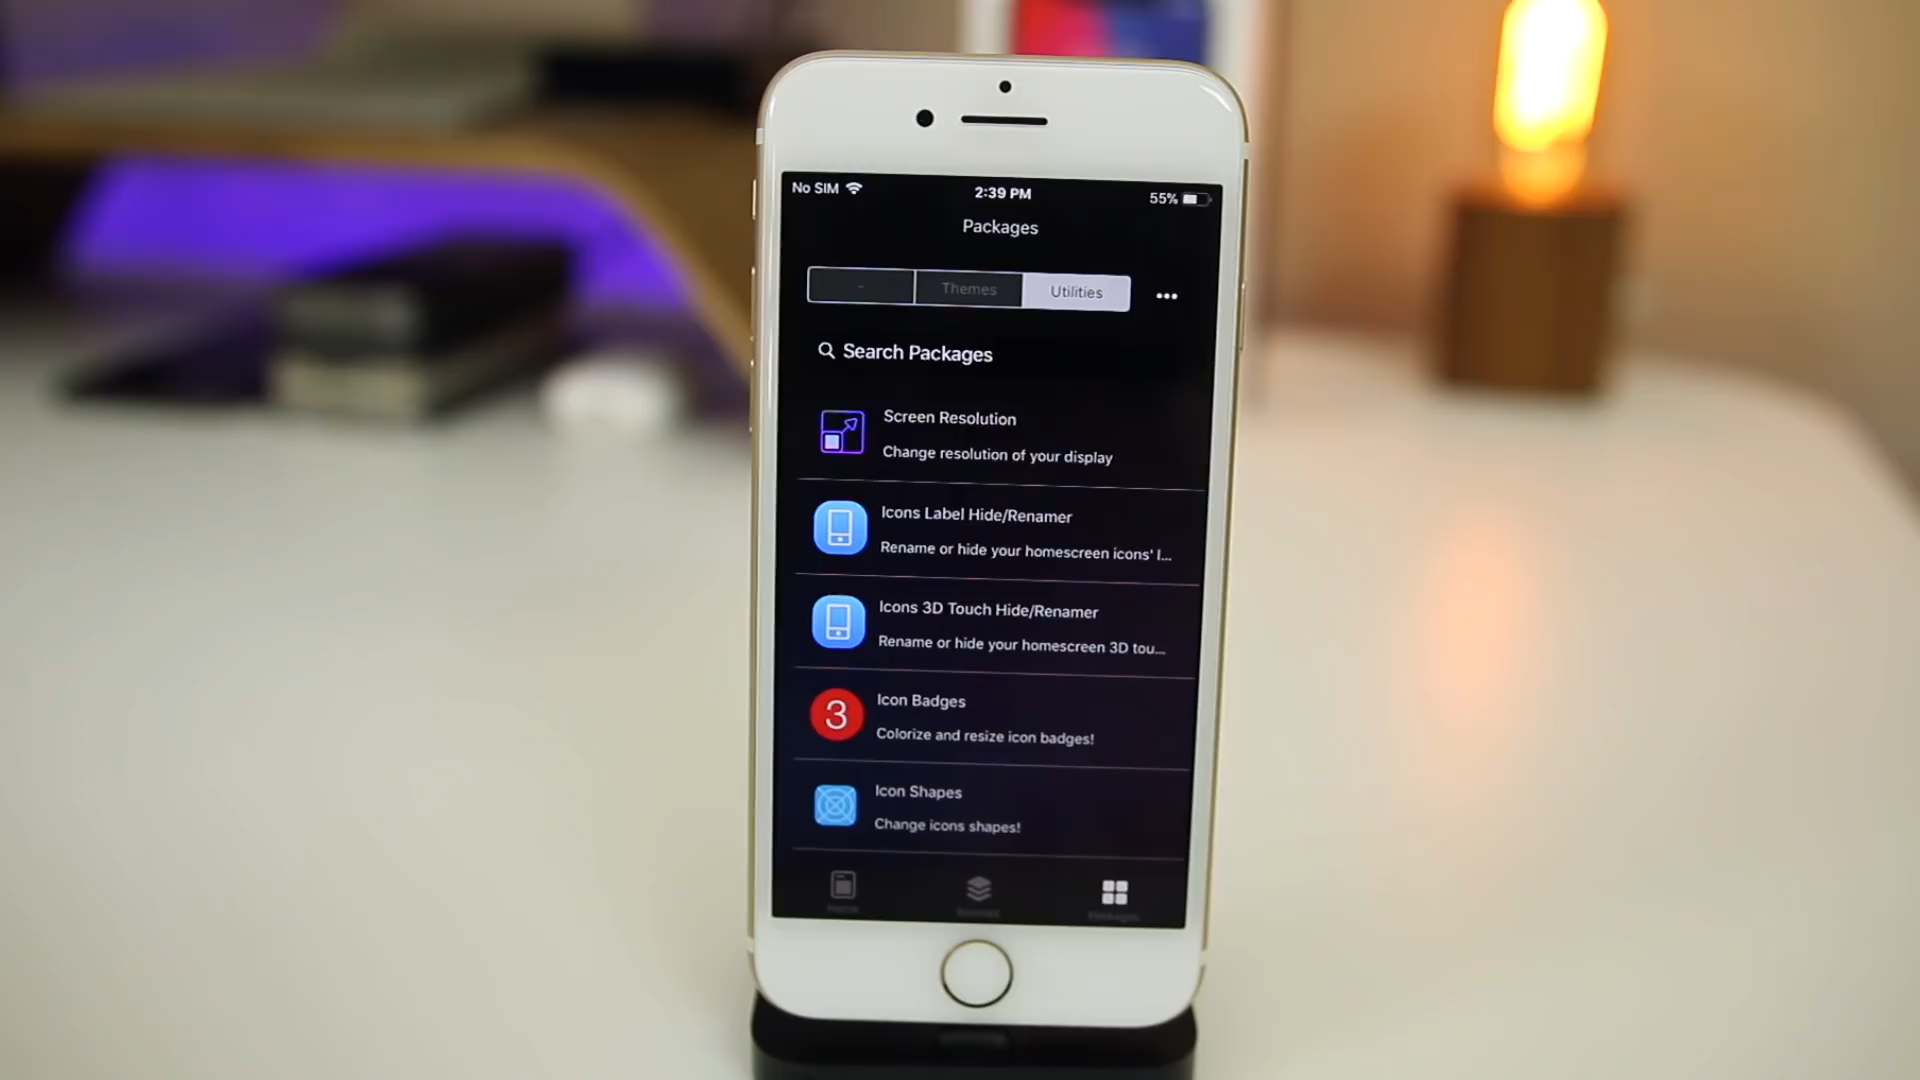 No SIM 2:39 PM 55%
Packages
- Themes Utilities •••
Search Packages
Screen Resolution
Change resolution of your display
Icons Label Hide/Renamer
Rename or hide your homescreen icons' l...
Icons 3D Touch Hide/Renamer
Rename or hide your homescreen 3D tou...
3
Icon Badges
Colorize and resize icon badges!
Icon Shapes
Change icons shapes!
Packages